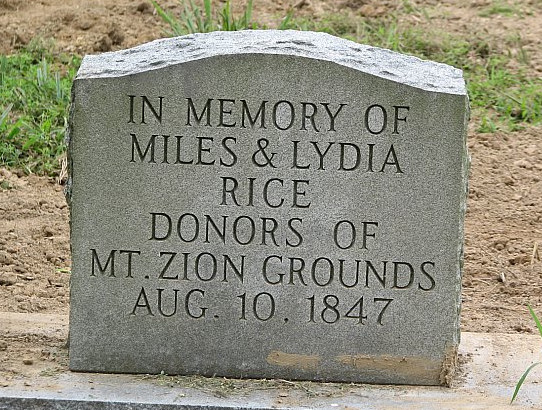 IN MEMORY OF
MILES & LYDIA
RICE
DONORS OF
MT. ZION GROUNDS
AUG. 10, 1847